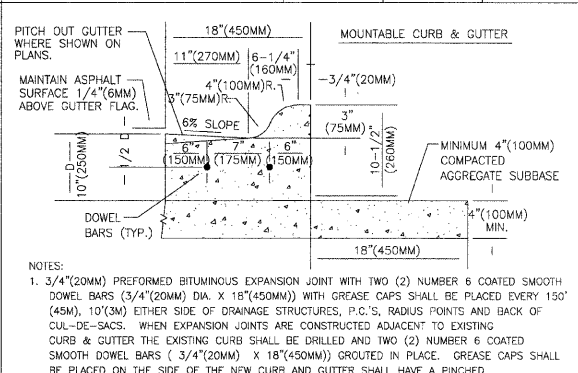 18"(450MM)
PITCH OUT GUTTER
WHERE SHOWN ON
PLANS.
MOUNTABLE CURB & GUTTER
11"(270MM)
6-1/4"
(160MM)
MAINTAIN ASPHALT
SURFACE 1/4"(6MM)
ABOVE GUTTER FLAG.
4"(100MM)R.
3/4"(20MM)
3"(75MM)R.
6% SLOPE
3"
(75MM)
D
10"(250MM)
1/2 D
6"
(150MM)
7"
(175MM)
6"
(150MM)
10-1/2"
(260MM)
MINIMUM 4"(100MM)
COMPACTED
AGGREGATE SUBBASE
DOWEL
BARS (TYP.)
4"(100MM)
MIN.
18"(450MM)
NOTES:
1. 3/4"(20MM) PREFORMED BITUMINOUS EXPANSION JOINT WITH TWO (2) NUMBER 6 COATED SMOOTH
DOWEL BARS (3/4"(20MM) DIA. X 18"(450MM)) WITH GREASE CAPS SHALL BE PLACED EVERY 150'
(45M), 10'(3M) EITHER SIDE OF DRAINAGE STRUCTURES, P.C.'S, RADIUS POINTS AND BACK OF
CUL-DE-SACS. WHEN EXPANSION JOINTS ARE CONSTRUCTED ADJACENT TO EXISTING
CURB & GUTTER THE EXISTING CURB SHALL BE DRILLED AND TWO (2) NUMBER 6 COATED
SMOOTH DOWEL BARS ( 3/4"(20MM) X 18"(450MM)) GROUTED IN PLACE. GREASE CAPS SHALL
BE PLACED ON THE SIDE OF THE NEW CURB AND GUTTER SHALL HAVE A PINCHED